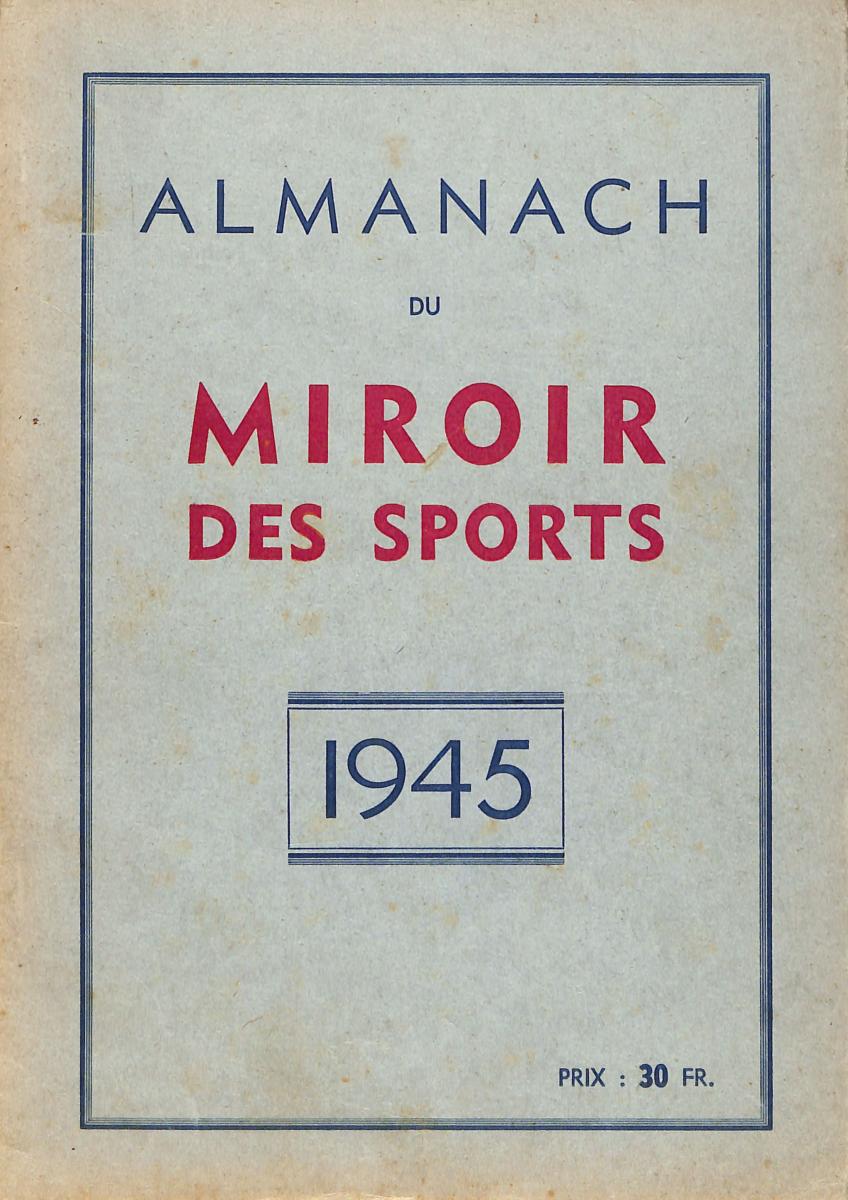 ALMANACH
DU
MIROIR
DES SPORTS
1945
PRIX : 30 FR.